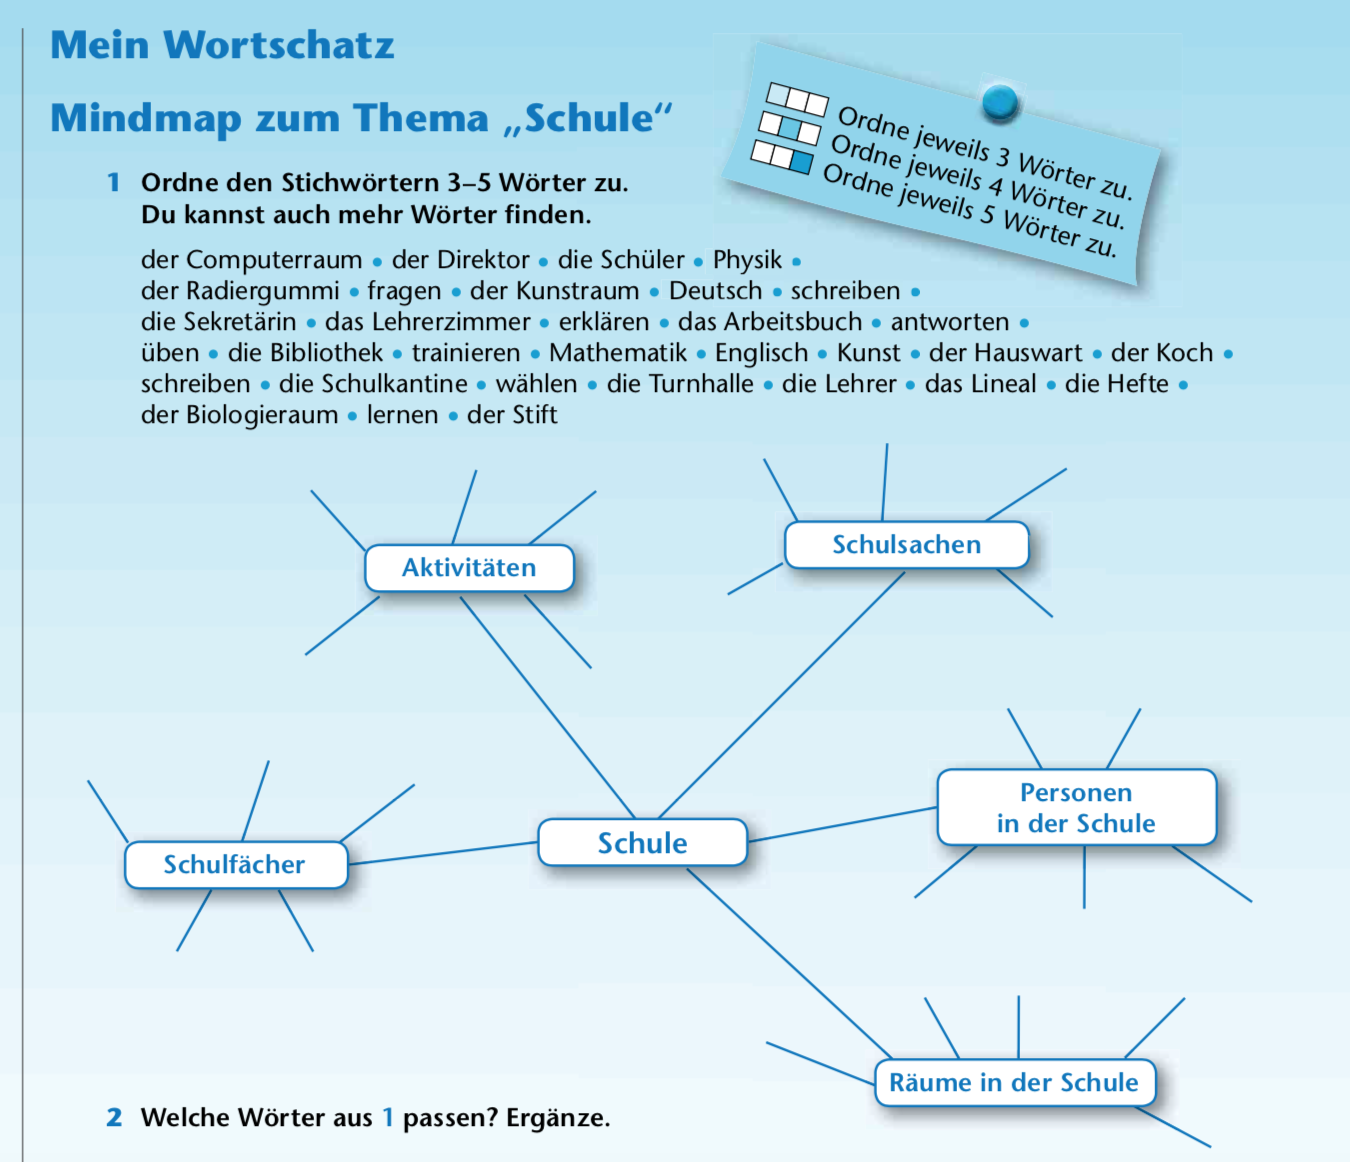 Mein Wortschatz
Mindmap zum Thema „Schule“
Ordne jeweils 3 Wörter zu.
Ordne jeweils 4 Wörter zu.
Ordne jeweils 5 Wörter zu.
1 Ordne den Stichwörtern 3–5 Wörter zu.
Du kannst auch mehr Wörter finden.
der Computerraum • der Direktor • die Schüler • Physik •
der Radiergummi • fragen • der Kunstraum • Deutsch • schreiben •
die Sekretärin • das Lehrerzimmer • erklären • das Arbeitsbuch • antworten •
üben • die Bibliothek • trainieren • Mathematik • Englisch • Kunst • der Hauswart • der Koch •
schreiben • die Schulkantine • wählen • die Turnhalle • die Lehrer • das Lineal • die Hefte •
der Biologieraum • lernen • der Stift
Aktivitäten
Schulsachen
Personen
in der Schule
Schulfächer
Schule
Räume in der Schule
2 Welche Wörter aus 1 passen? Ergänze.